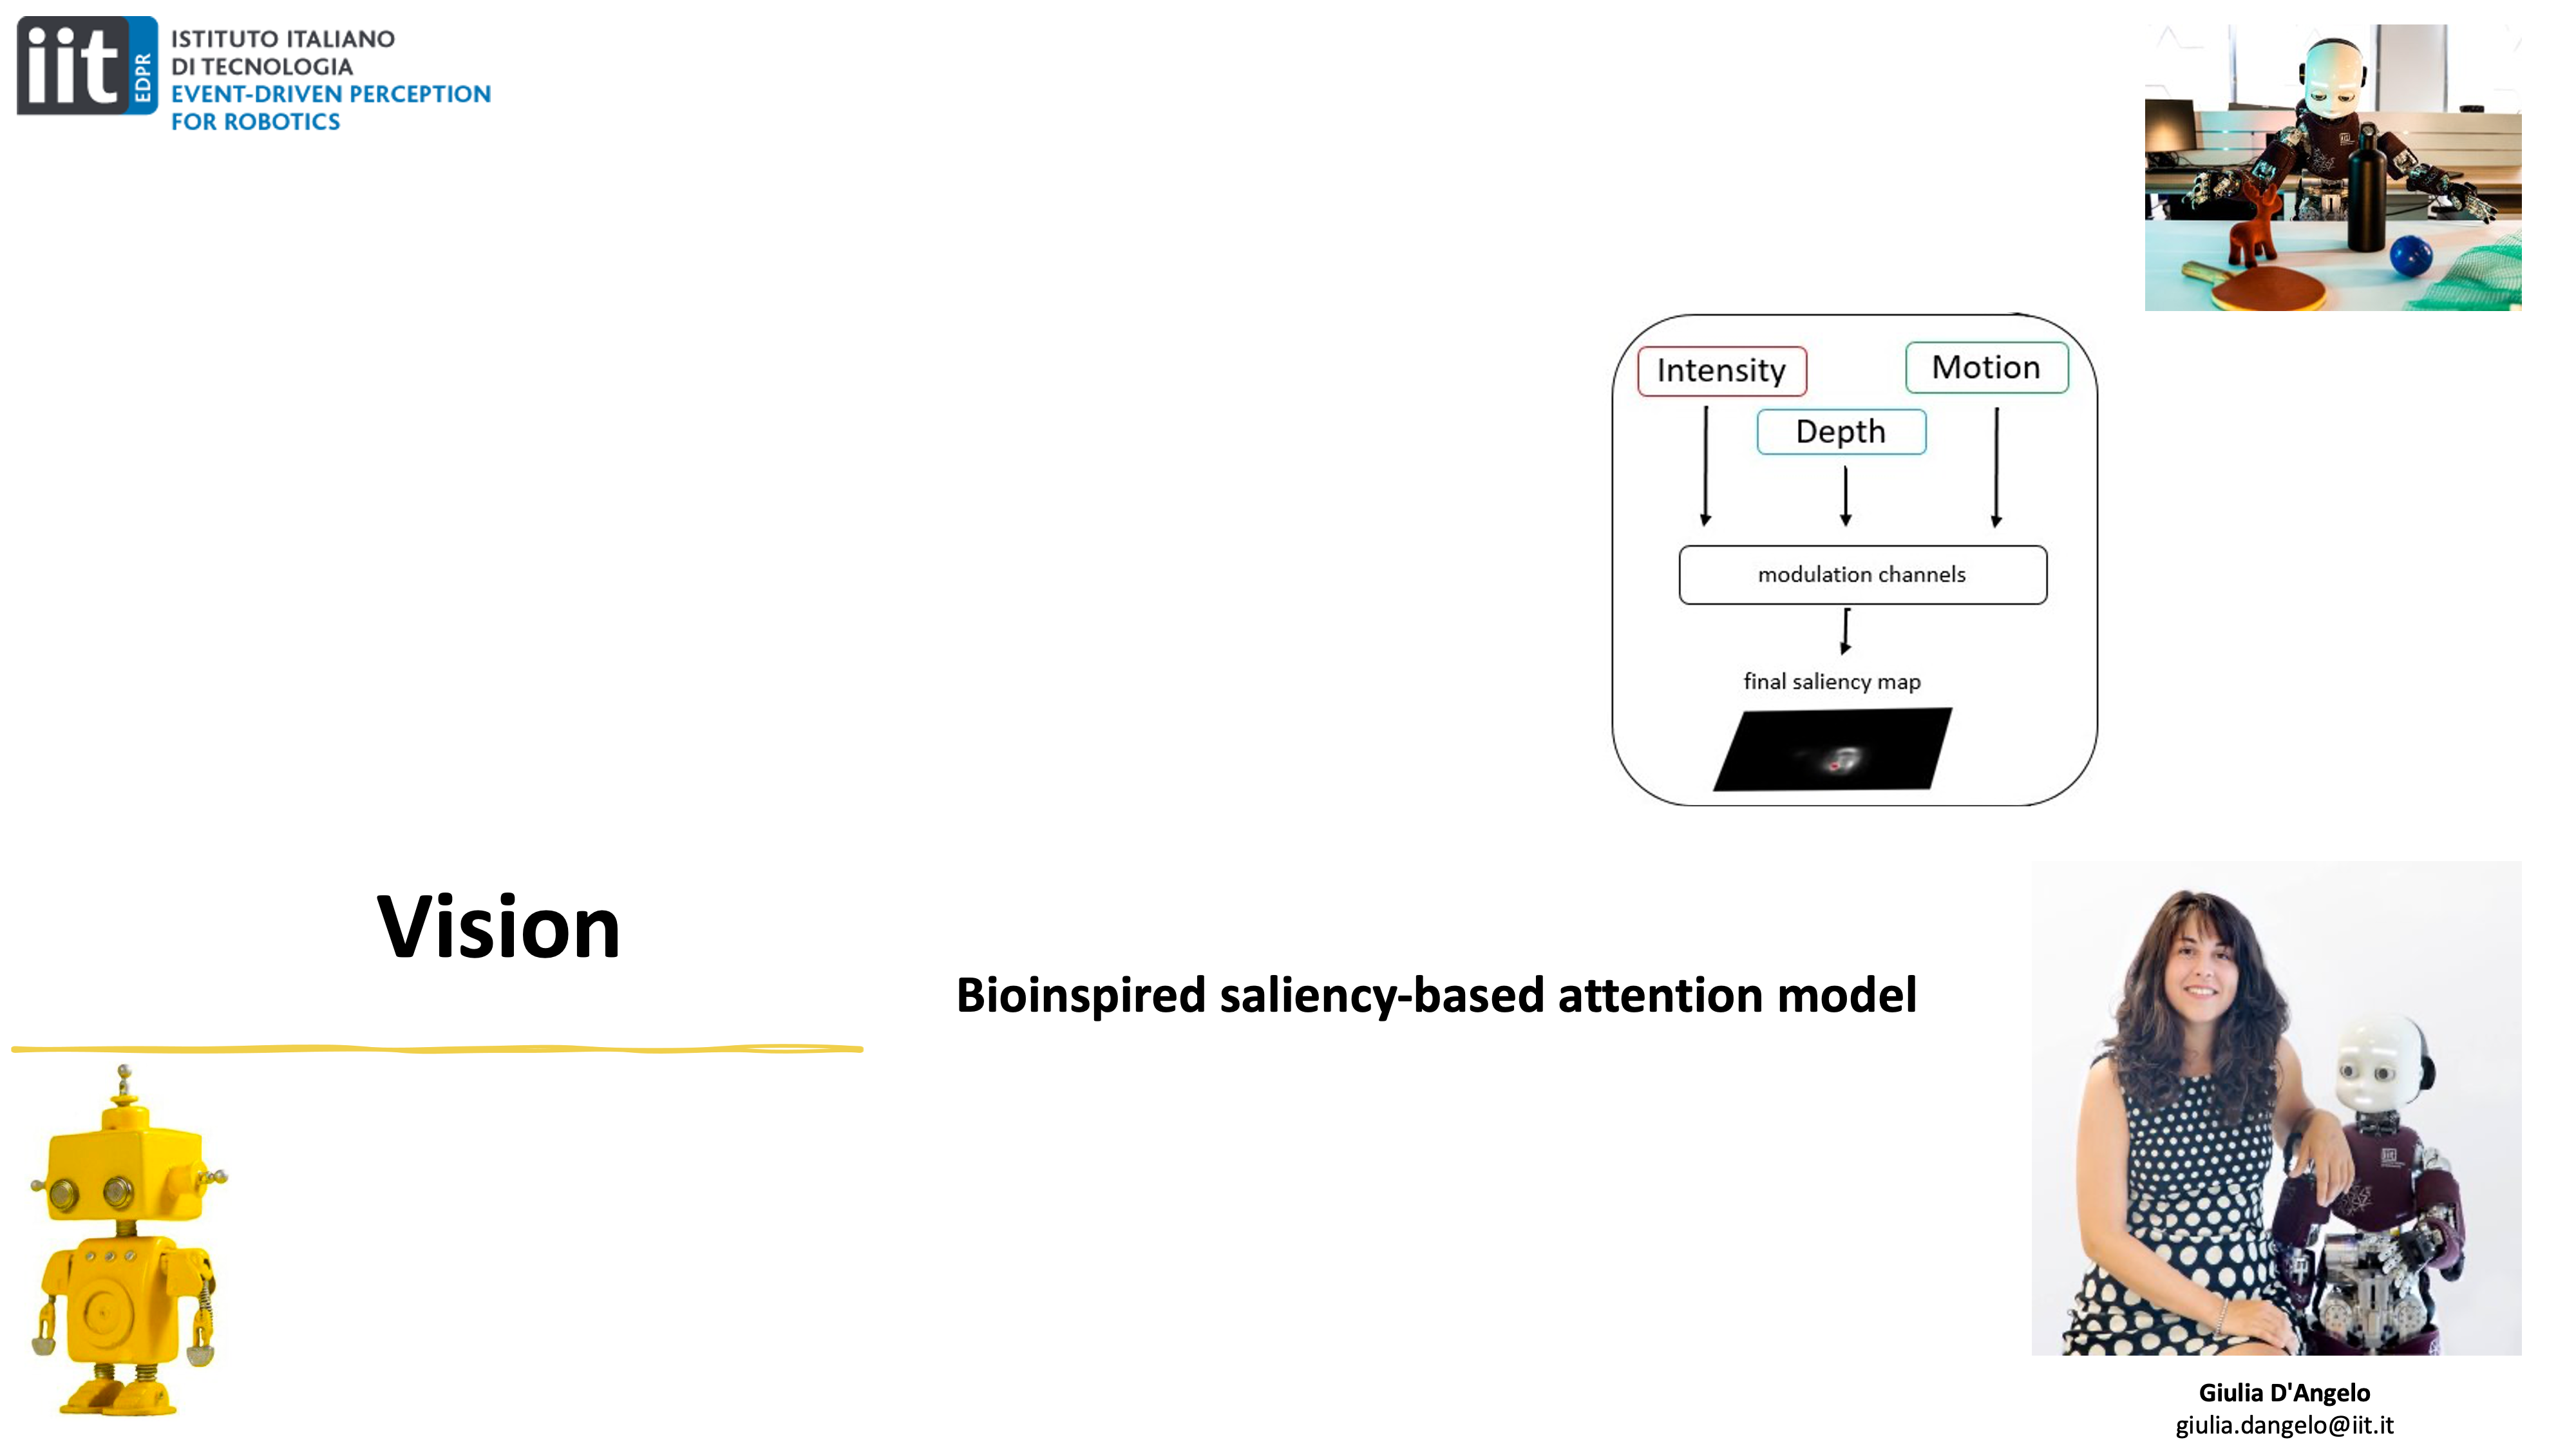 iit
EDPR
ISTITUTO ITALIANO
DI TECNOLOGIA
EVENT-DRIVEN PERCEPTION
FOR ROBOTICS
Intensity
Motion
Depth
modulation channels
final saliency map
Vision
Bioinspired saliency-based attention model
iit
Giulia D'Angelo
giulia.dangelo@iit.it